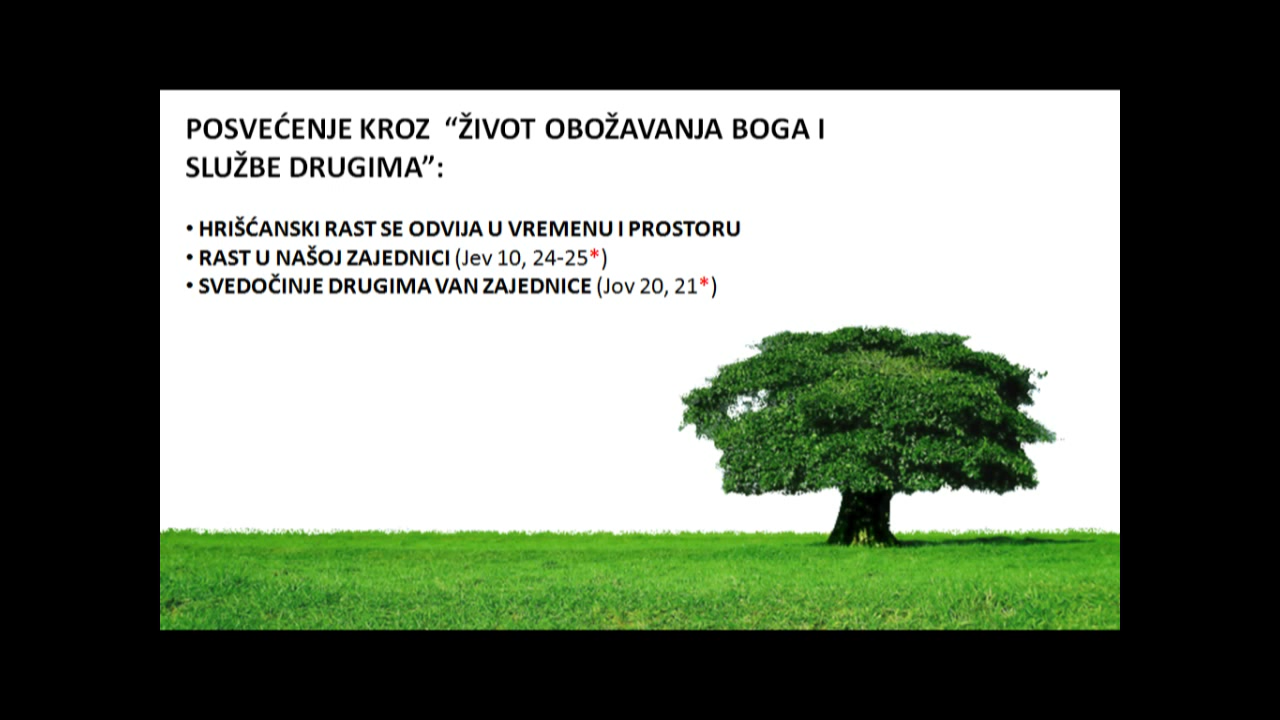 POSVEĆENJE KROZ “ŽIVOT OBOŽAVANJA BOGA I
SLUŽBE DRUGIMA”:
• HRIŠĆANSKI RAST SE ODVIJA U VREMENU I PROSTORU
• RAST U NAŠOJ ZAJEDNICI (Jev 10, 24-25*)
• SVEDOČINJE DRUGIMA VAN ZAJEDNICE (Jov 20, 21*)